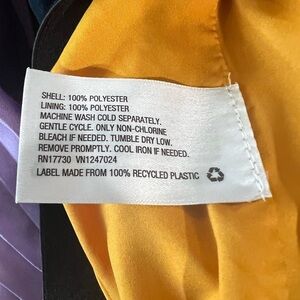 SHELL: 100% POLYESTER
LINING: 100% POLYESTER
MACHINE WASH COLD SEPARATELY.
GENTLE CYCLE. ONLY NON-CHLORINE
BLEACH IF NEEDED. TUMBLE DRY LOW.
REMOVE PROMPTLY. COOL IRON IF NEEDED.
RN17730 VN1247024
LABEL MADE FROM 100% RECYCLED PLASTIC